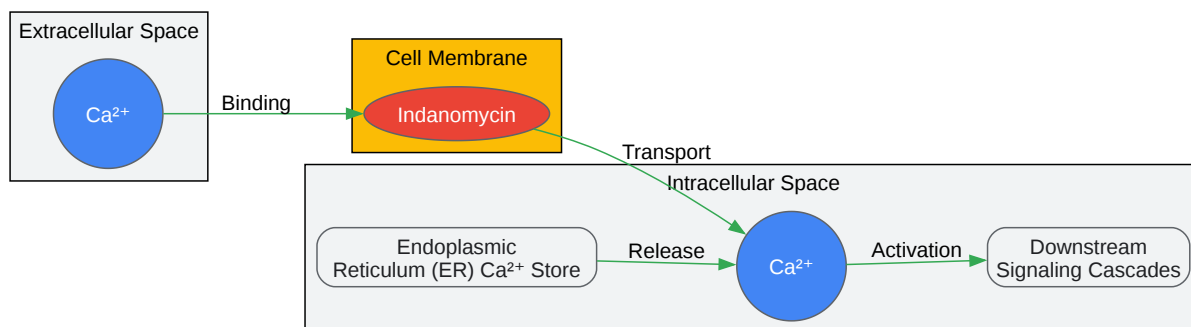 Extracellular Space
Ca²⁺
Binding
Cell Membrane
Indanomycin
Transport
Intracellular Space
Endoplasmic
Reticulum (ER) Ca²⁺ Store
Release
Ca²⁺
Activation
Downstream
Signaling Cascades